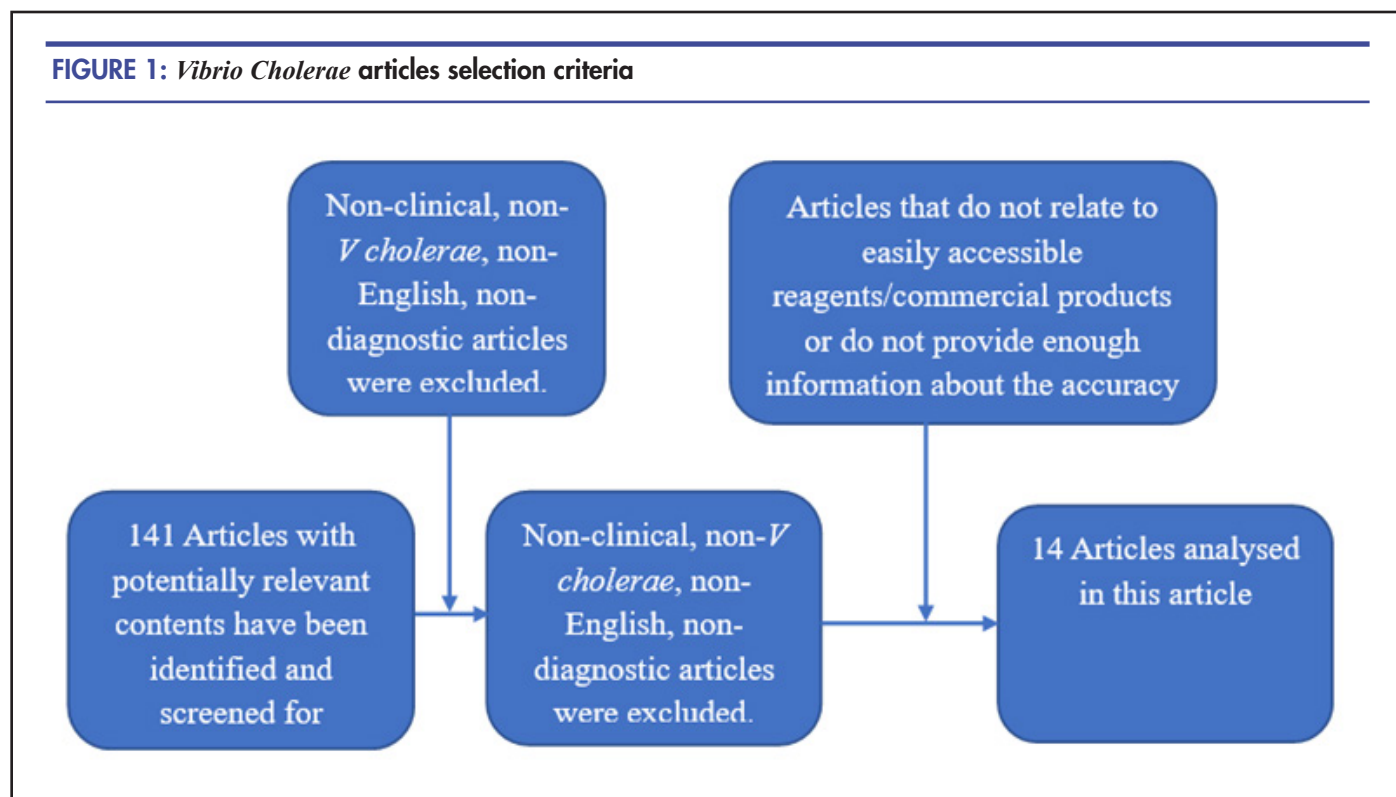 FIGURE 1: Vibrio Cholerae articles selection criteria
Non-clinical, non-
V cholerae, non-
English, non-
diagnostic articles
were excluded.
Articles that do not relate to
easily accessible
reagents/commercial products
or do not provide enough
information about the accuracy
141 Articles with
potentially relevant
contents have been
identified and
screened for
Non-clinical, non-V
cholerae, non-
English, non-
diagnostic articles
were excluded.
14 Articles analysed
in this article